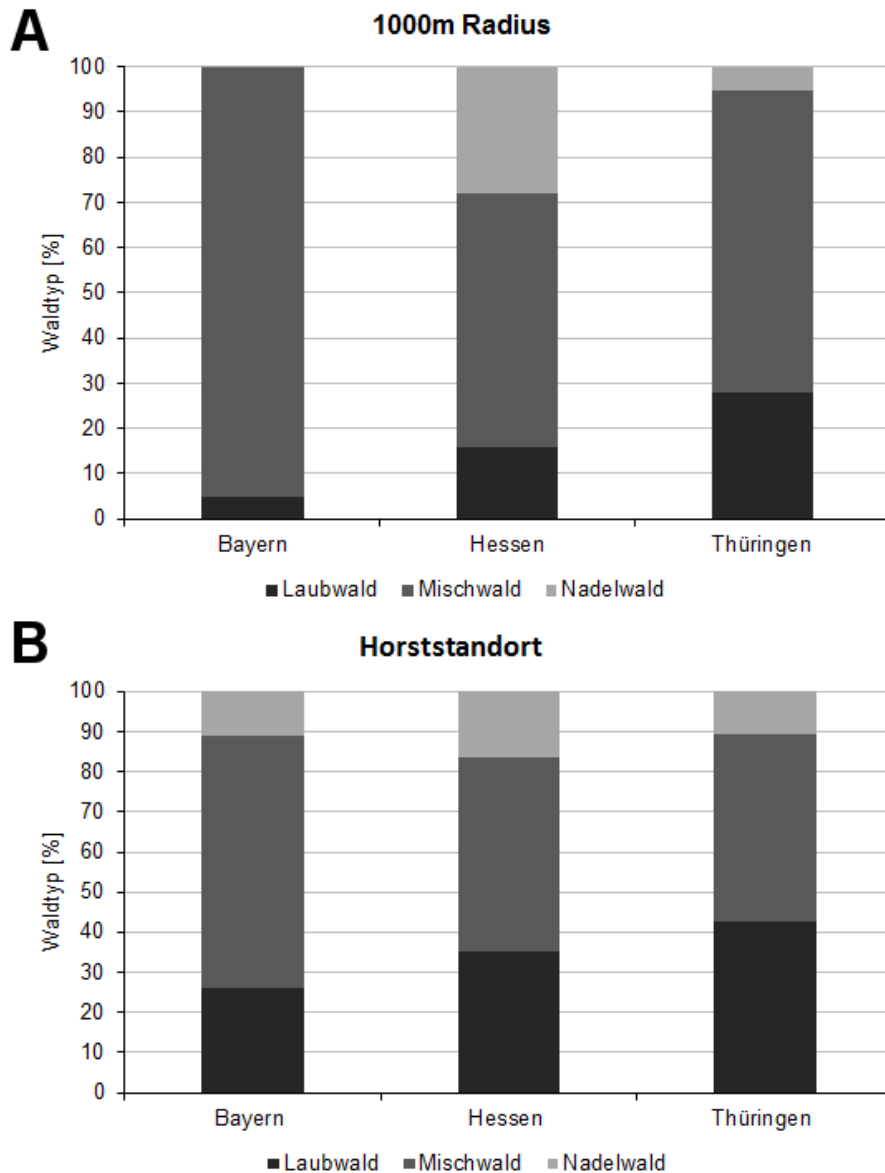 A
1000m Radius
Waldtyp [%]
100
90
80
70
60
50
40
30
20
10
0
Bayern Hessen Thüringen
Laubwald Mischwald Nadelwald
B
Horststandort
Waldtyp [%]
100
90
80
70
60
50
40
30
20
10
0
Bayern Hessen Thüringen
Laubwald Mischwald Nadelwald